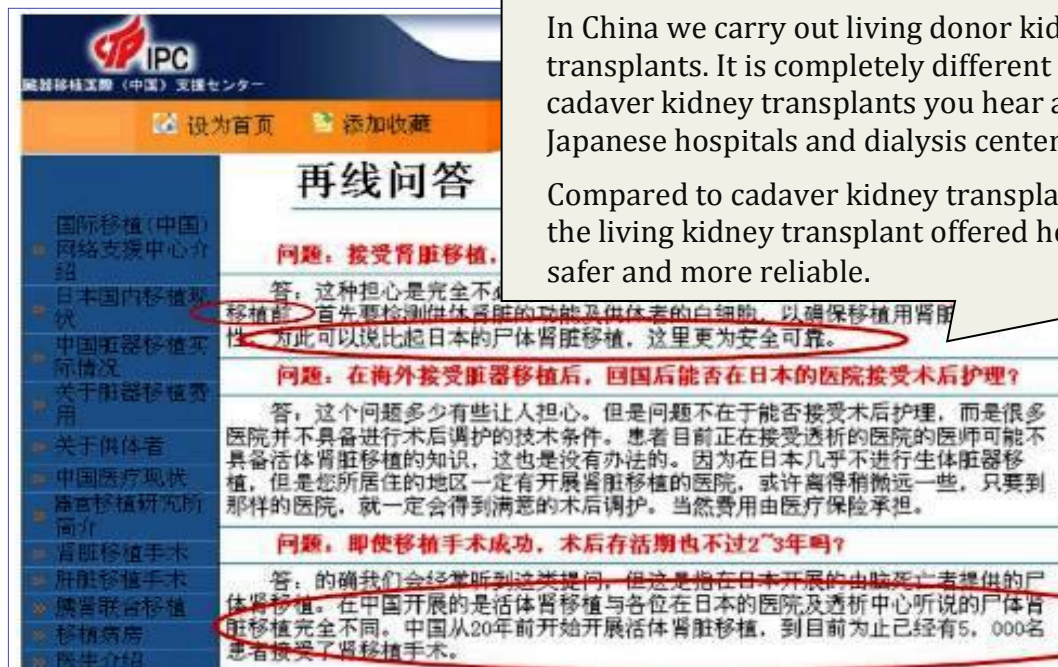 IPC
臓器移植国際（中国）支援センター
设为首页 添加收藏
In China we carry out living donor kid
transplants. It is completely different
cadaver kidney transplants you hear a
Japanese hospitals and dialysis center
Compared to cadaver kidney transpla
the living kidney transplant offered he
safer and more reliable.
国际移植(中国)
网络支援中心介
绍
日本国内移植现
状
中国脏器移植实
际情况
关于脏器移植费
用
关于供体者
中国医疗现状
器官移植研究所
简介
肾脏移植手术
肝脏移植手术
胰肾联合移植
移植病房
医生介绍
再线问答
问题：接受肾脏移植，
答：这种担心是完全不必
移植前，首先要检测供体肾脏的功能及供体者的白细胞，以确保移植用肾脏
性。为此可以说比起日本的尸体肾脏移植，这里更为安全可靠。
问题：在海外接受脏器移植后，回国后能否在日本的医院接受术后护理？
答：这个问题多少有些让人担心。但是问题不在于能否接受术后护理，而是很多
医院并不具备进行术后调护的技术条件。患者目前正在接受透析的医院的医师可能不
具备活体肾脏移植的知识，这也是没有办法的。因为在日本几乎不进行生体脏器移
植，但是您所居住的地区一定有开展肾脏移植的医院，或许离得稍微远一些，只要到
那样的医院，就一定会得到满意的术后调护。当然费用由医疗保险承担。
问题：即使移植手术成功，术后存活期也不过2~3年吗？
答：的确我们会经常听到这类提问，但这是指在日本开展的由脑死亡者提供的尸
体肾移植。在中国开展的是活体肾移植与各位在日本的医院及透析中心听说的尸体肾
脏移植完全不同。中国从20年前开始开展活体肾脏移植，到目前为止已经有5，000名
患者接受了肾移植手术。